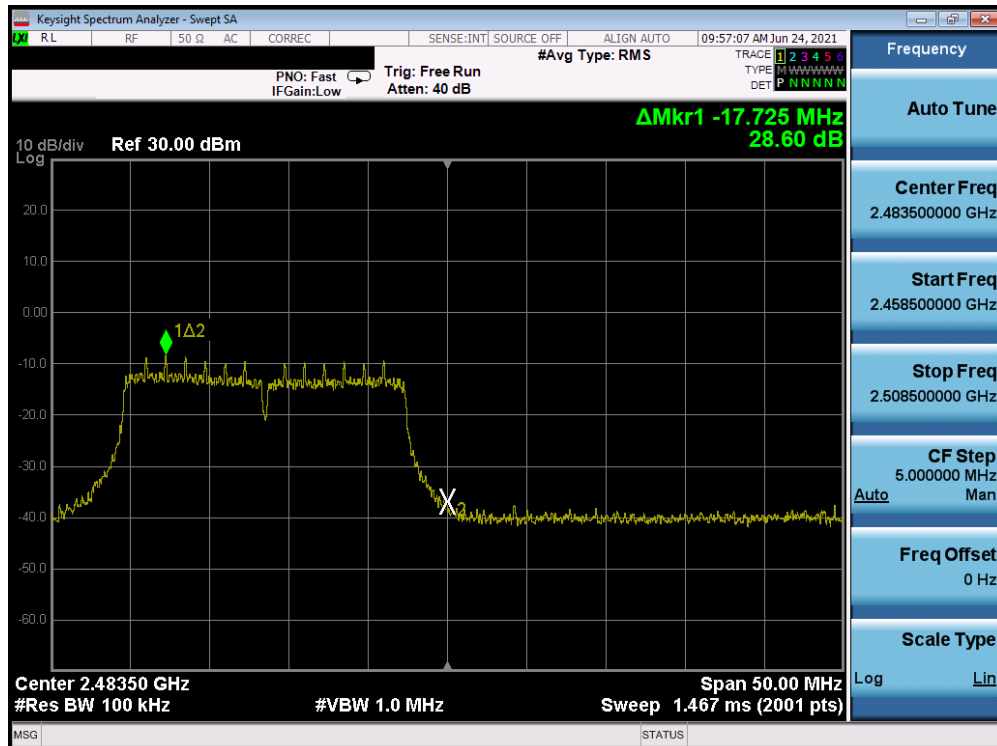 Keysight Spectrum Analyzer - Swept SA
LXI RL RF 50 Ω AC CORREC SENSE:INT SOURCE OFF ALIGN AUTO 09:57:07 AM Jun 24, 2021
#Avg Type: RMS
TRACE 1 2 3 4 5 6
PNO: Fast Trig: Free Run
TYPE M WWWWW
IFGain:Low Atten: 40 dB
DET P N N N N N
ΔMkr1 -17.725 MHz
28.60 dB
10 dB/div Ref 30.00 dBm
Log
20.0
10.0
0.00
1Δ2
-10.0
-20.0
-30.0
2
-40.0
-50.0
-60.0
Center 2.48350 GHz Span 50.00 MHz
#Res BW 100 kHz #VBW 1.0 MHz Sweep 1.467 ms (2001 pts)
MSG STATUS
Frequency
Auto Tune
Center Freq
2.483500000 GHz
Start Freq
2.458500000 GHz
Stop Freq
2.508500000 GHz
CF Step
5.000000 MHz
Auto Man
Freq Offset
0 Hz
Scale Type
Log Lin